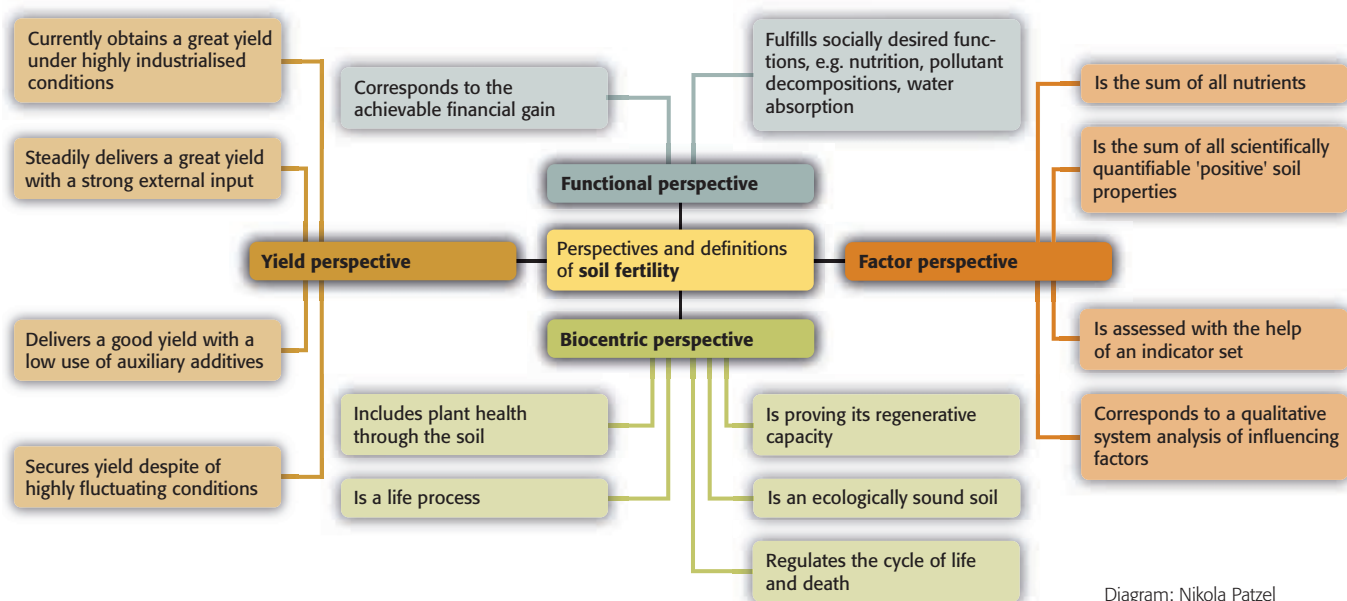 Currently obtains a great yield
under highly industrialised
conditions
Steadily delivers a great yield
with a strong external input
Yield perspective
Delivers a good yield with a
low use of auxiliary additives
Secures yield despite of
highly fluctuating conditions
Corresponds to the
achievable financial gain
Fulfills socially desired func-
tions, e.g. nutrition, pollutant
decompositions, water
absorption
Functional perspective
Perspectives and definitions
of soil fertility
Biocentric perspective
Includes plant health
through the soil
Is a life process
Is proving its regenerative
capacity
Is an ecologically sound soil
Regulates the cycle of life
and death
Is the sum of all nutrients
Is the sum of all scientifically
quantifiable 'positive' soil
properties
Factor perspective
Is assessed with the help
of an indicator set
Corresponds to a qualitative
system analysis of influencing
factors
Diagram: Nikola Patzel